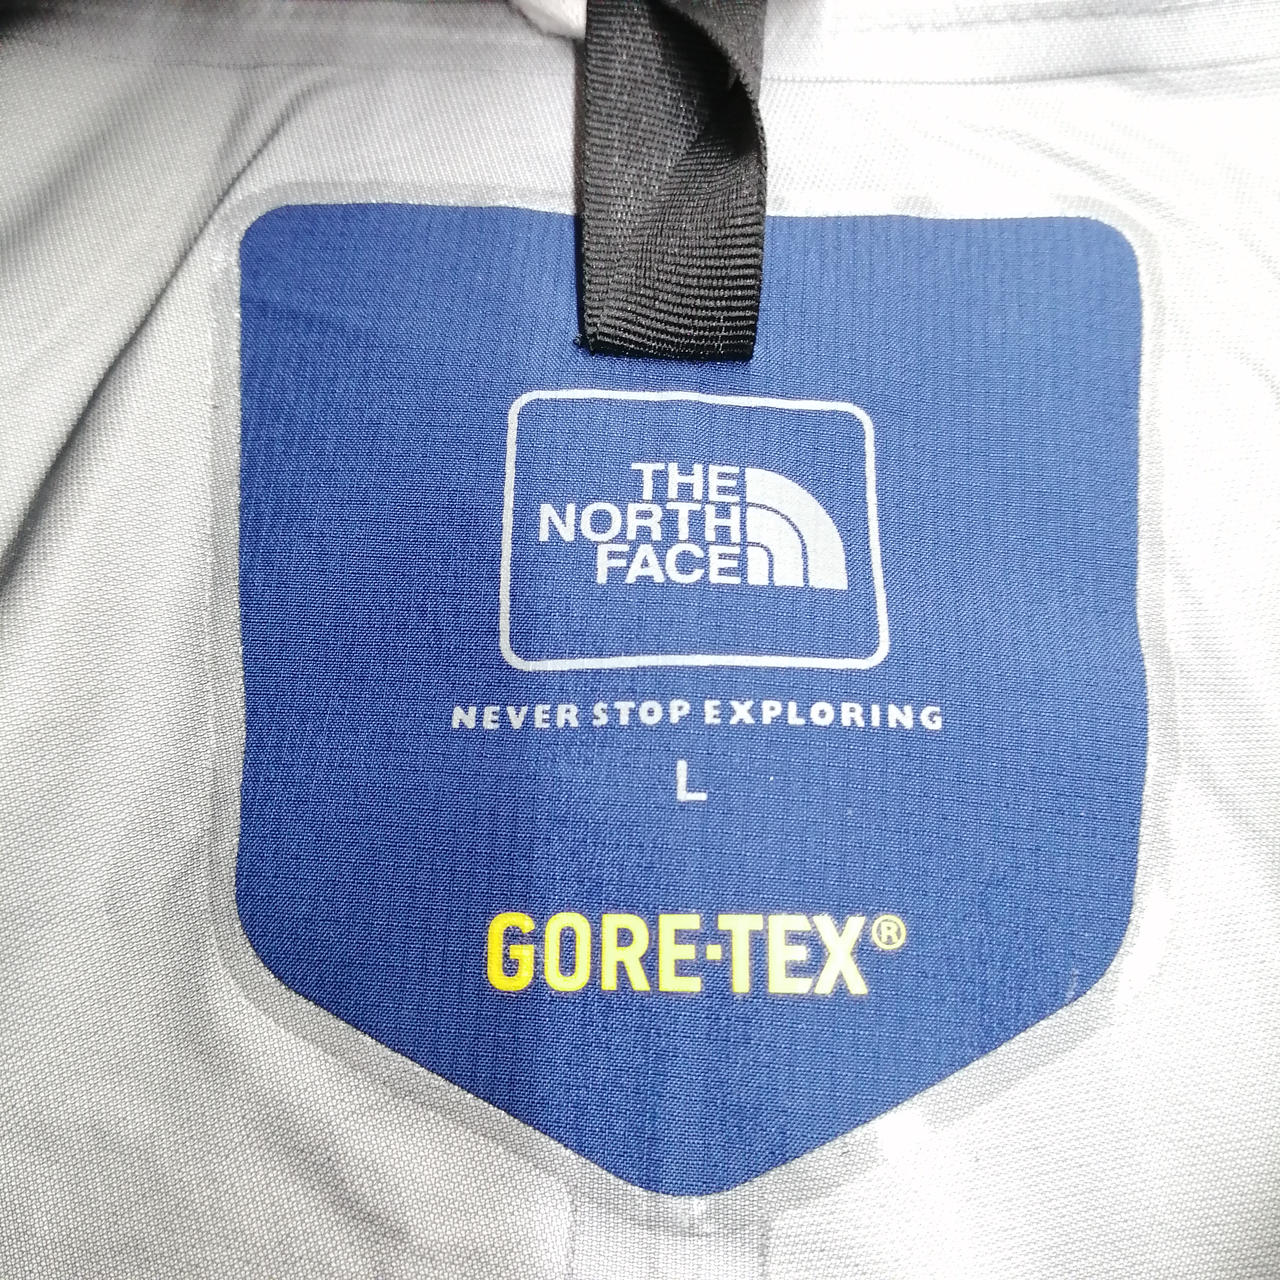 THE
NORTH
FACE
NEVER STOP EXPLORING
L
GORE-TEX®